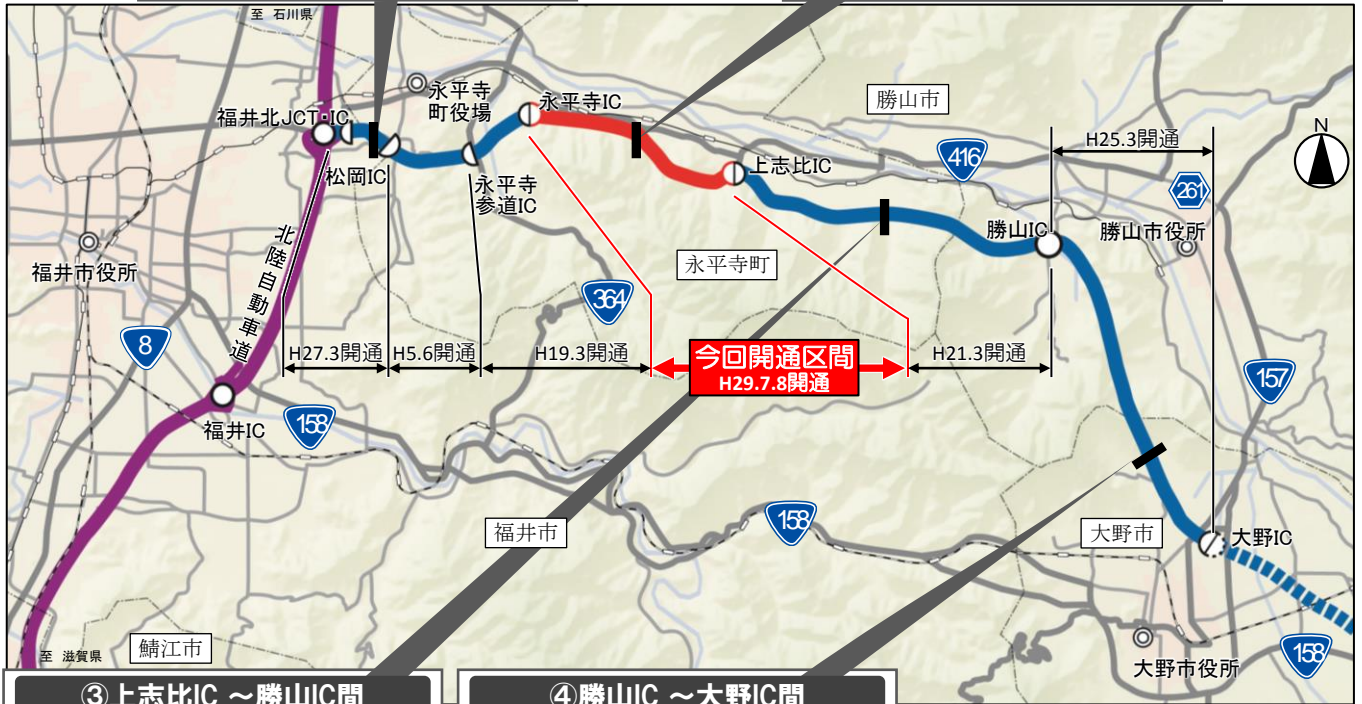 至 石川県
福井北JCT・IC
永平寺
町役場
永平寺IC
勝山市
N
416
H25.3開通
261
松岡IC
永平寺
参道IC
上志比IC
勝山IC
勝山市役所
福井市役所
北陸自動車道
永平寺町
364
8
H27.3開通
H5.6開通
H19.3開通
今回開通区間
H29.7.8開通
H21.3開通
157
福井IC
158
福井市
158
大野市
大野IC
鯖江市
至 滋賀県
大野市役所
158
③上志比IC ～勝山IC間
④勝山IC ～大野IC間